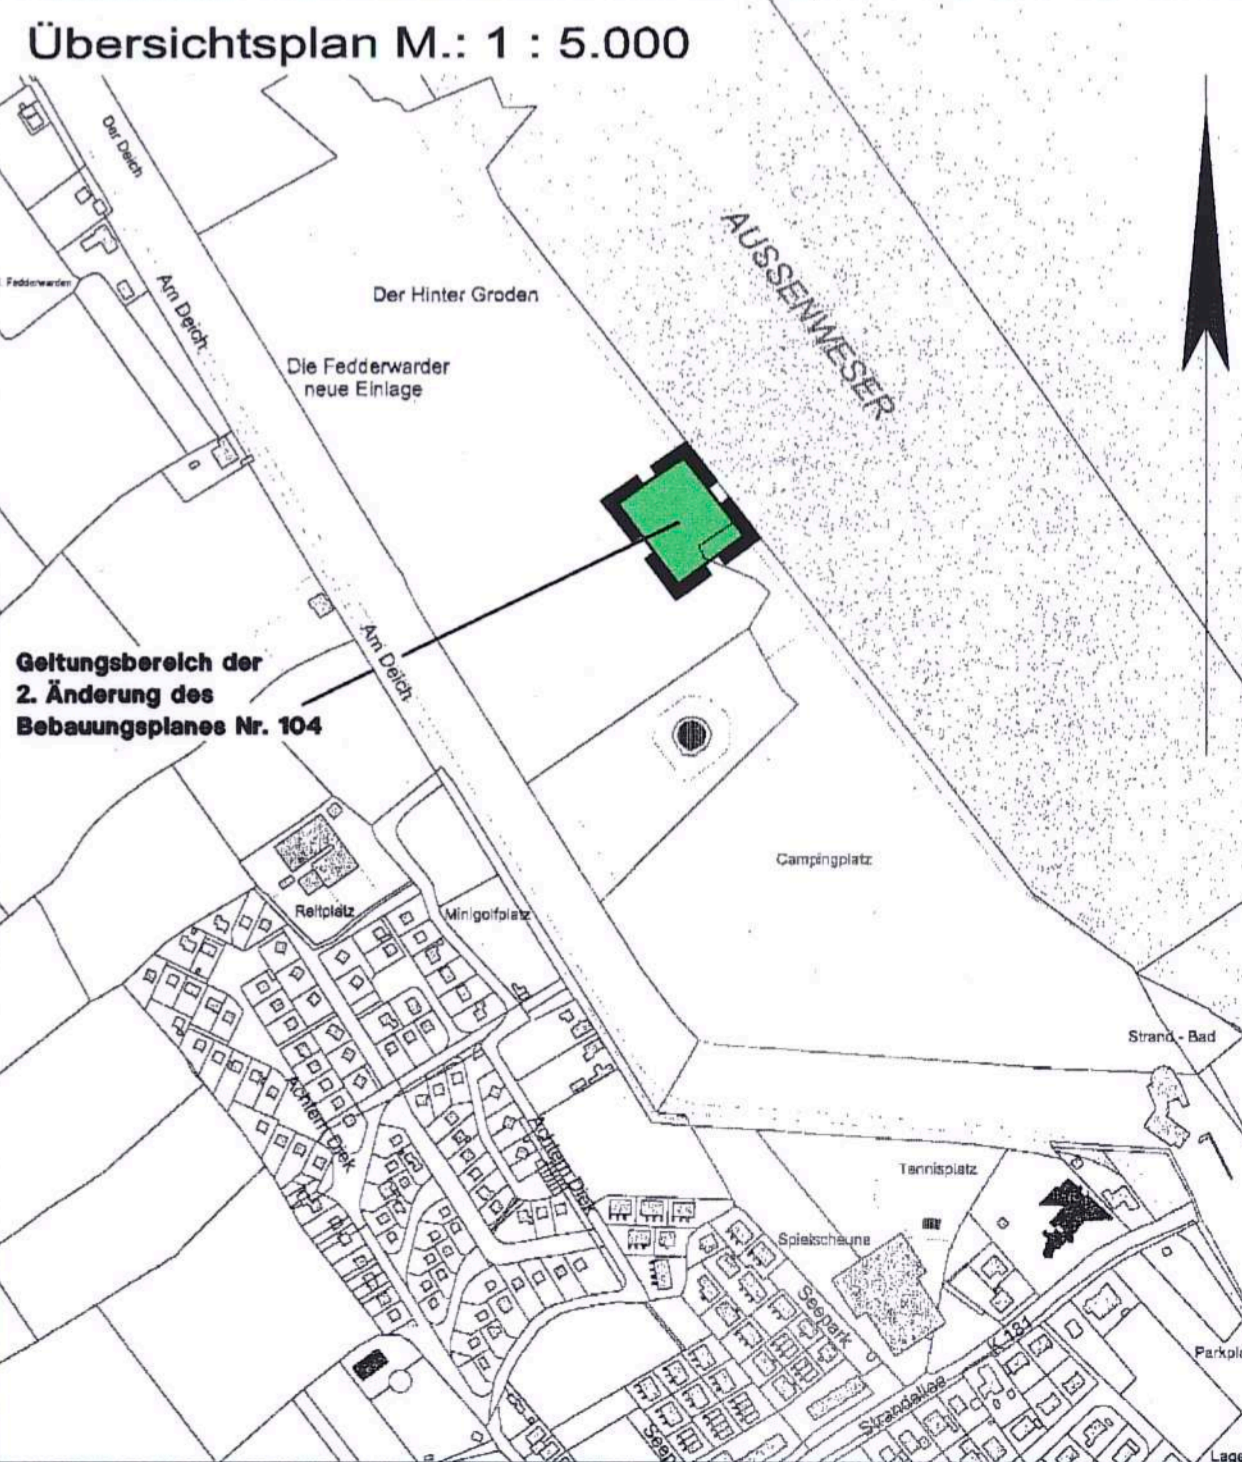 Übersichtsplan M.: 1 : 5.000
Der Deich
Fedderwarden
Am Deich
AUSSENWESER
Der Hinter Groden
Die Fedderwarder
neue Einlage
Geltungsbereich der
2. Änderung des
Bebauungsplanes Nr. 104
Am Deich
Campingplatz
Reitplatz
Minigolfplatz
Strand - Bad
Achtern Diek
Achtern Diek
Tennisplatz
Spielscheune
Seepark
K 181
Strandallee